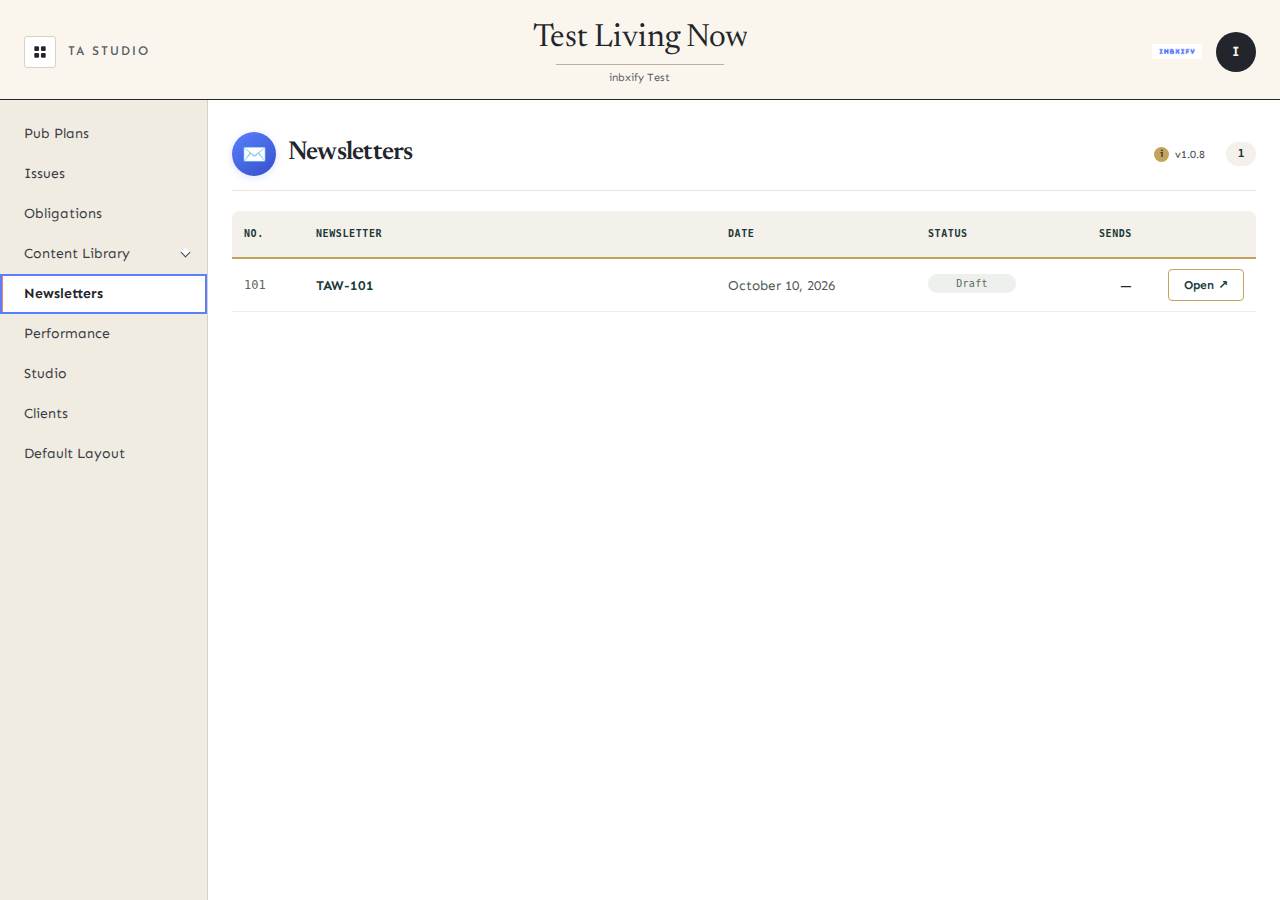 TA STUDIO
Test Living Now
inbxify Test
INBXIFY
I
Pub Plans
Issues
Obligations
Content Library
Newsletters
Performance
Studio
Clients
Default Layout
Newsletters
i v1.0.8 1
NO. NEWSLETTER DATE STATUS SENDS
101 TAW-101 October 10, 2026 Draft — Open ↗